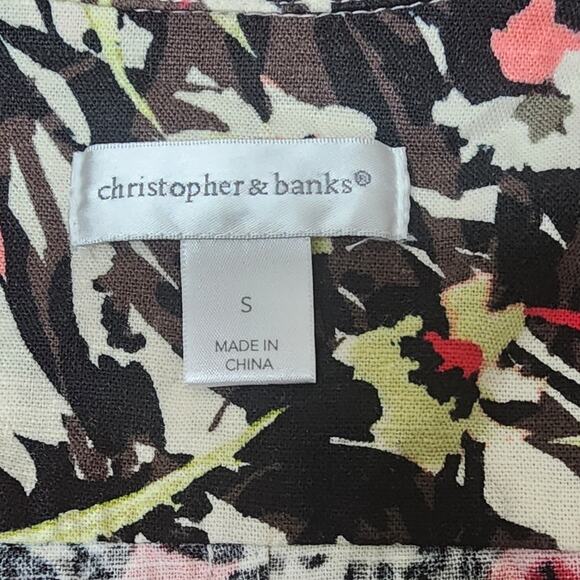 christopher & banks®
S
MADE IN
CHINA